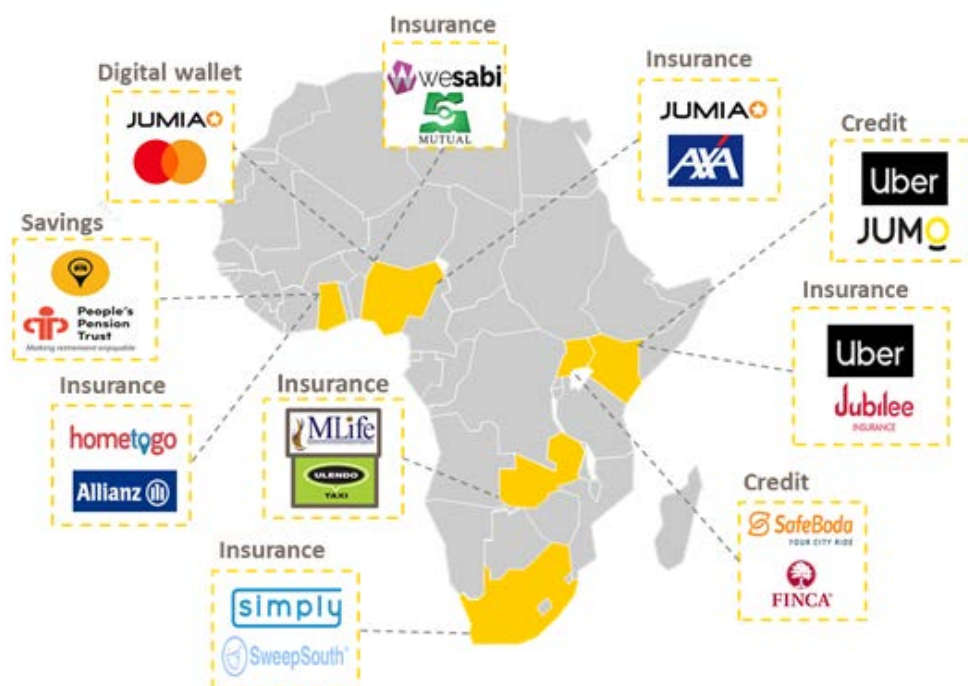 Insurance
wesabi
MUTUAL
Digital wallet
JUMIA
Insurance
JUMIA
AXA
Credit
Uber
JUMO
Savings
People's
Pension
Trust
Making retirement enjoyable
Insurance
Uber
Jubilee
INSURANCE
Insurance
hometogo
Allianz
Insurance
MLife
ULENDO
TAXI
Credit
SafeBoda
YOUR CITY RIDE
FINCA
Insurance
simply
SweepSouth